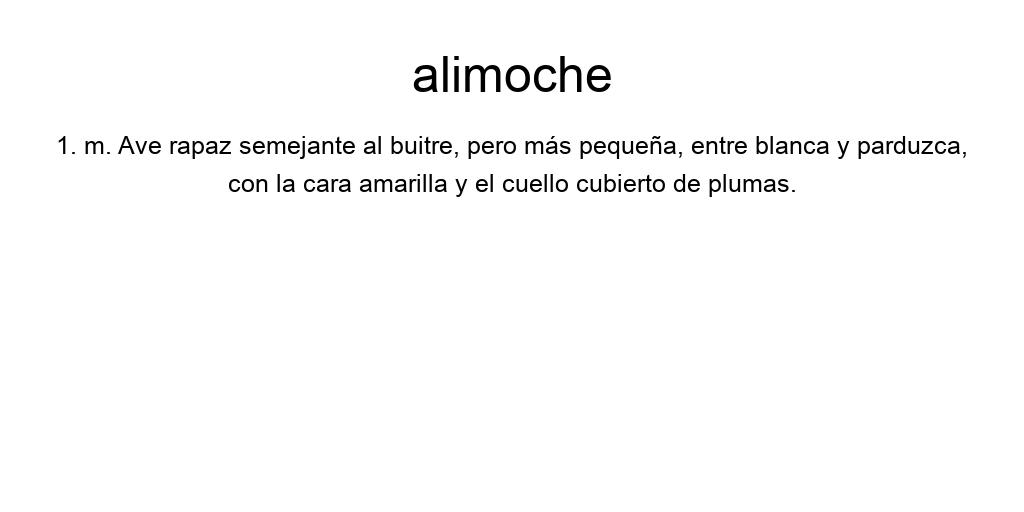 alimoche
1. m. Ave rapaz semejante al buitre, pero más pequeña, entre blanca y parduzca,
con la cara amarilla y el cuello cubierto de plumas.